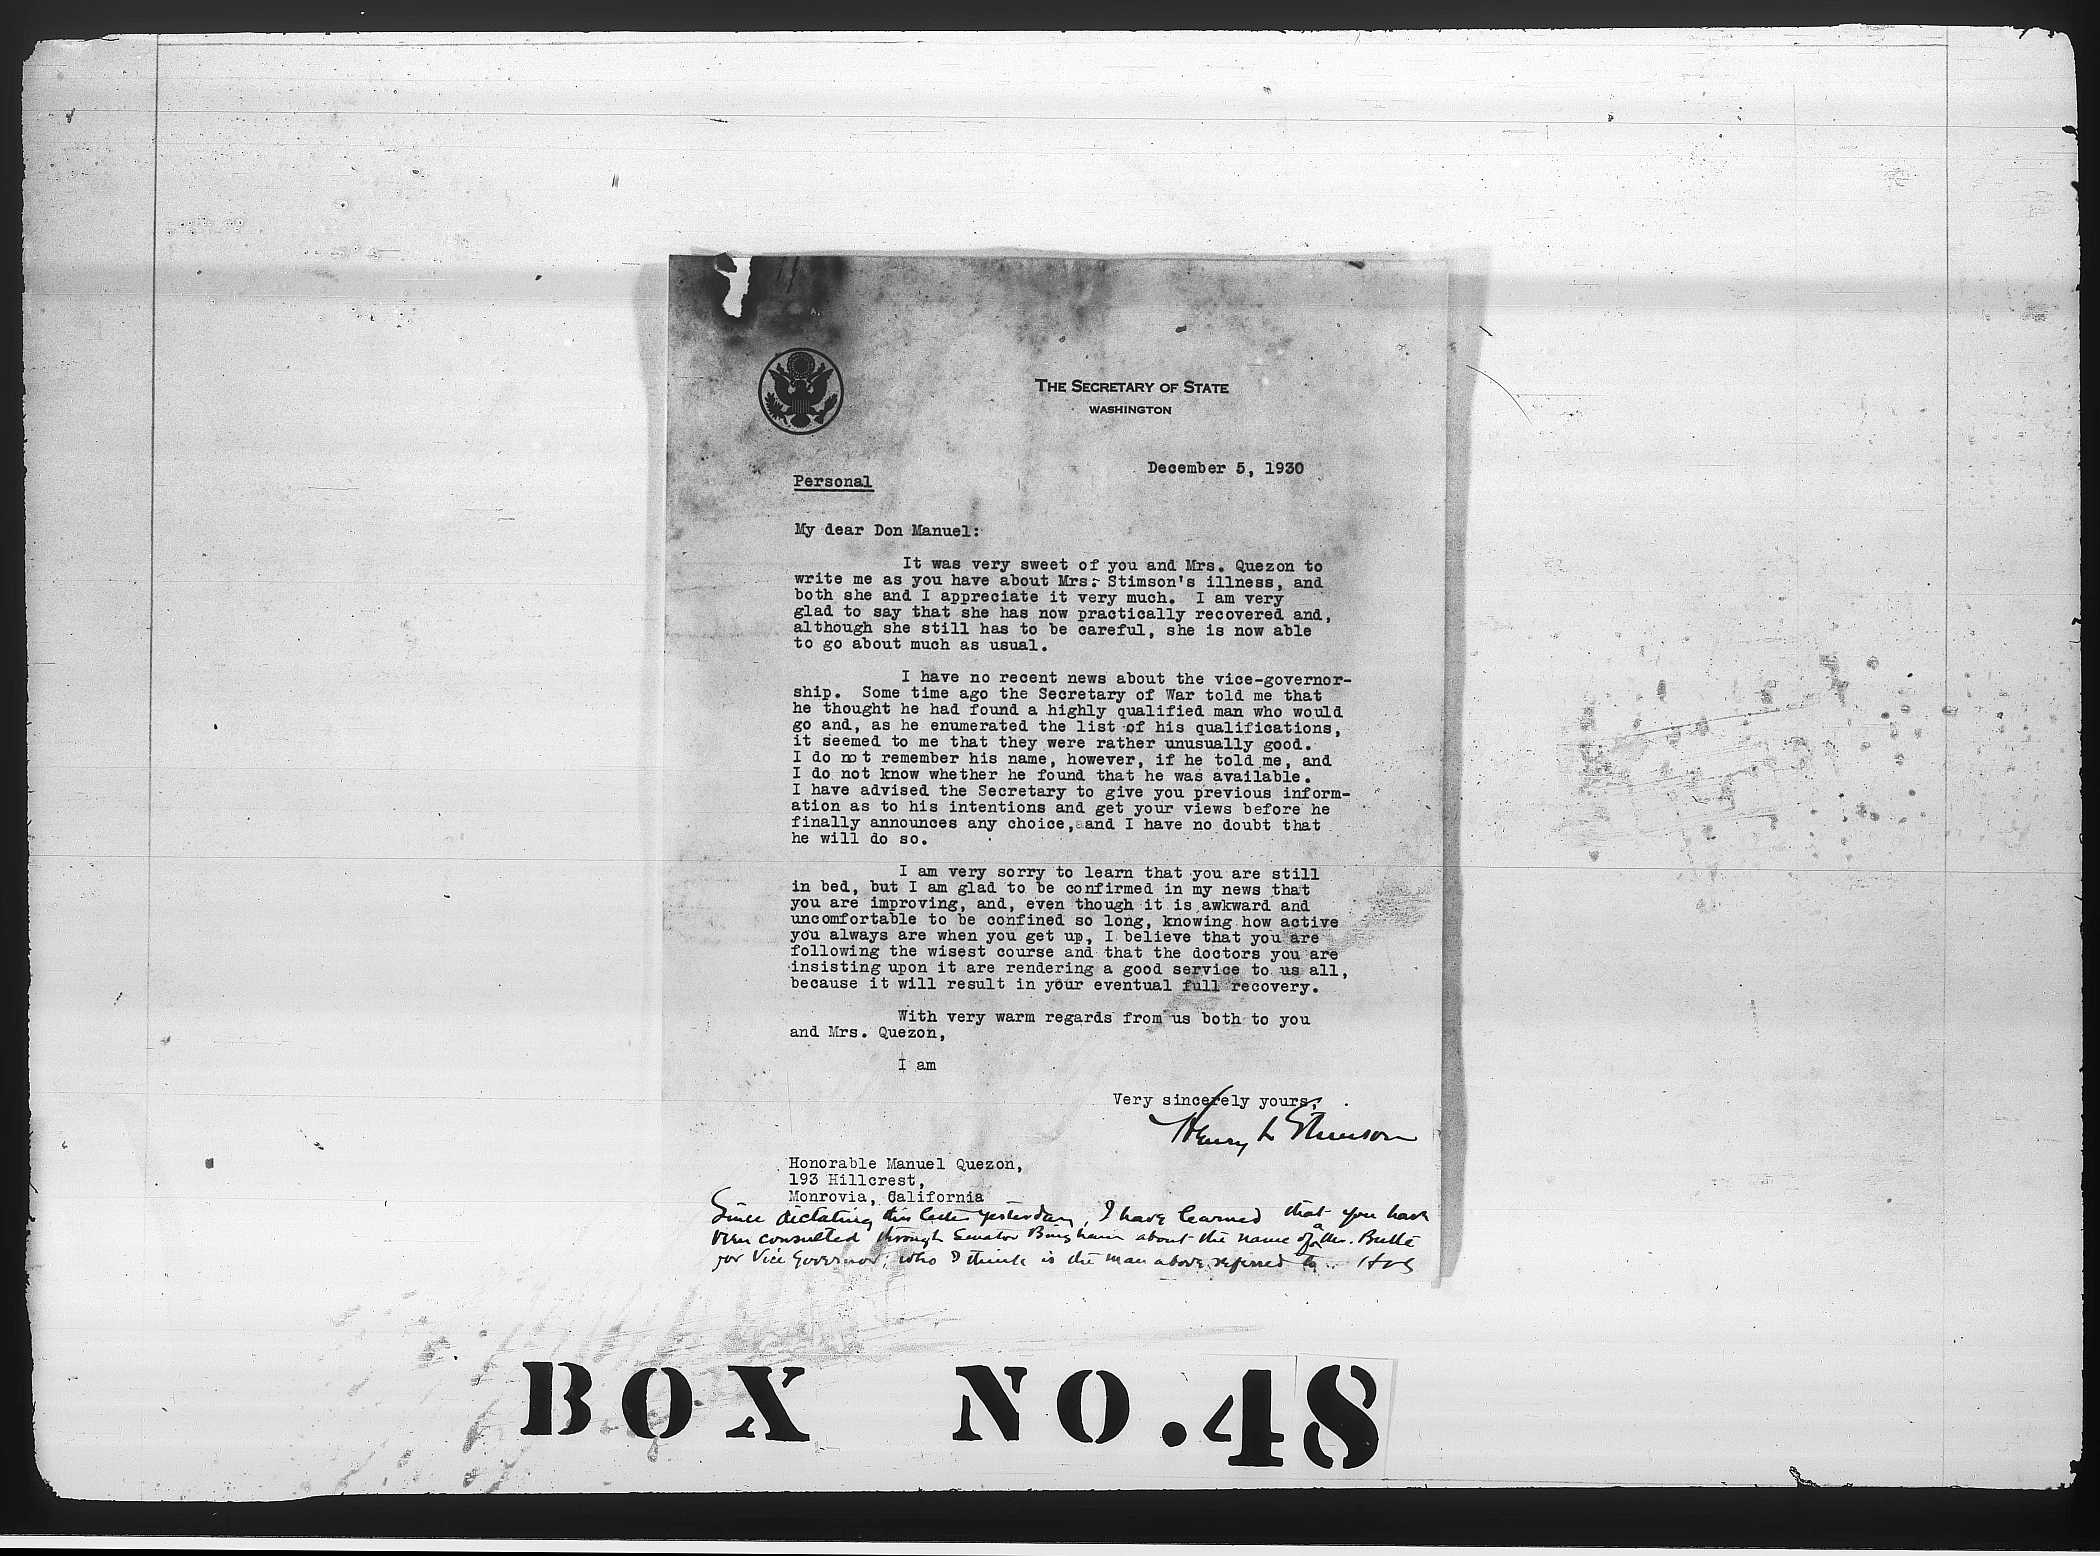 THE SECRETARY OF STATE
WASHINGTON
December 5, 1930
Personal
My dear Don Manuel:
It was very sweet of you and Mrs. Quezon to
write me as you have about Mrs. Stimson's illness, and
both she and I appreciate it very much. I am very
glad to say that she has now practically recovered and,
although she still has to be careful, she is now able
to go about much as usual.
I have no recent news about the vice-governor-
ship. Some time ago the Secretary of War told me that
he thought he had found a highly qualified man who would
go and, as he enumerated the list of his qualifications,
it seemed to me that they were rather unusually good.
I do not remember his name, however, if he told me, and
I do not know whether he found that he was available.
I have advised the Secretary to give you previous inform-
ation as to his intentions and get your views before he
finally announces any choice, and I have no doubt that
he will do so.
I am very sorry to learn that you are still
in bed, but I am glad to be confirmed in my news that
you are improving, and, even though it is awkward and
uncomfortable to be confined so long, knowing how active
you always are when you get up, I believe that you are
following the wisest course and that the doctors you are
insisting upon it are rendering a good service to us all,
because it will result in your eventual full recovery.
With very warm regards from us both to you
and Mrs. Quezon,
I am
Very sincerely yours,
Henry L Stimson
Honorable Manuel Quezon,
193 Hillcrest,
Monrovia, California
Since dictating this letter yesterday, I have learned that you have
been consulted through Senator Bingham about the name of a Mr. Butte
for Vice Governor; who I think is the man above referred to. HLS
BOX NO. 48